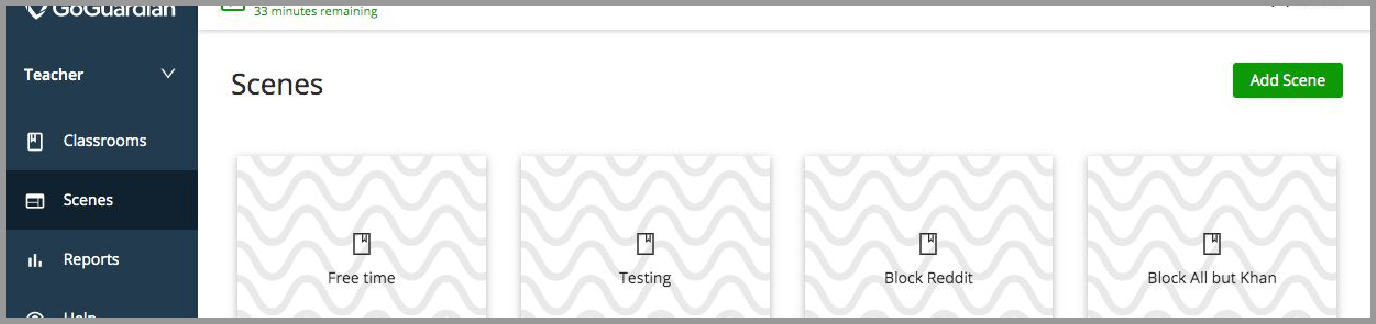 GoGuardian
33 minutes remaining
Teacher
Classrooms
Scenes
Reports
Help
Scenes
Add Scene
Free time
Testing
Block Reddit
Block All but Khan